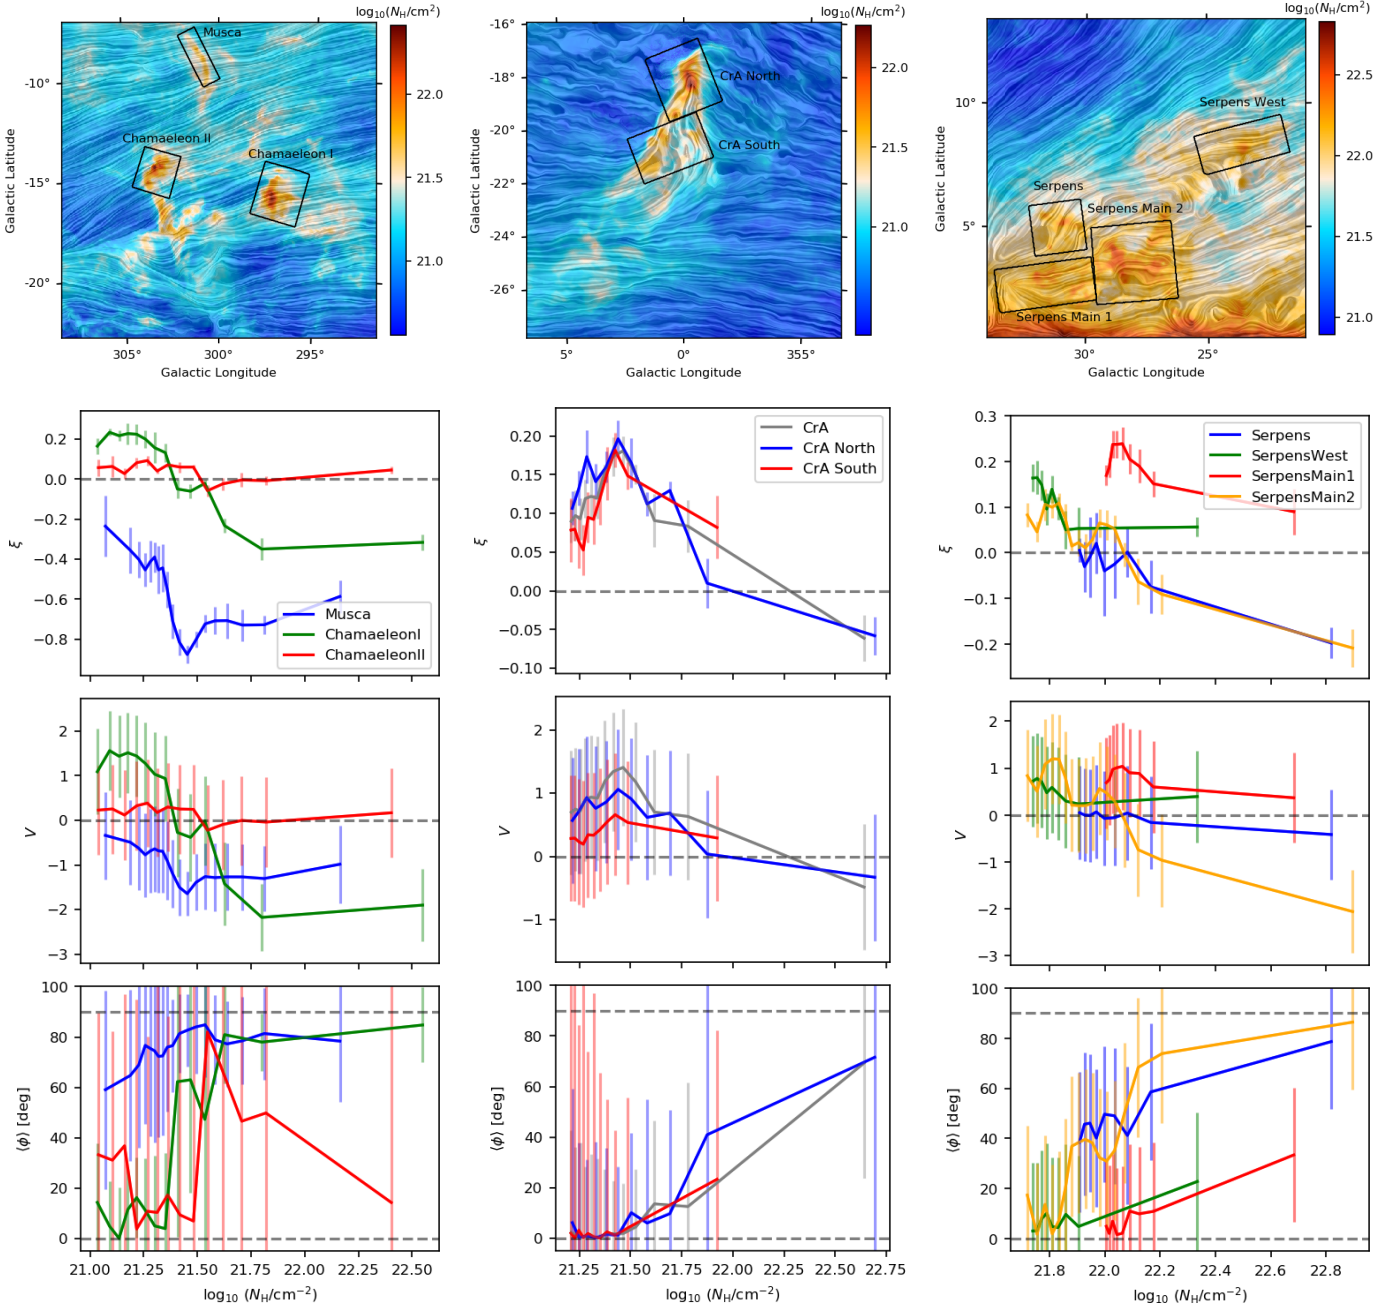 log₁₀(N_H/cm²)
Musca
Chamaeleon II
Chamaeleon I
-10°
-15°
-20°
Galactic Latitude
305°
300°
295°
Galactic Longitude
22.0
21.5
21.0
log₁₀(N_H/cm²)
CrA North
CrA South
-16°
-18°
-20°
-22°
-24°
-26°
Galactic Latitude
5°
0°
355°
Galactic Longitude
22.0
21.5
21.0
log₁₀(N_H/cm²)
Serpens West
Serpens
Serpens Main 2
Serpens Main 1
10°
5°
Galactic Latitude
30°
25°
Galactic Longitude
22.5
22.0
21.5
21.0
0.2
0.0
−0.2
−0.4
−0.6
−0.8
ξ
Musca
ChamaeleonI
ChamaeleonII
0.20
0.15
0.10
0.05
0.00
−0.05
−0.10
ξ
CrA
CrA North
CrA South
0.3
0.2
0.1
0.0
−0.1
−0.2
ξ
Serpens
SerpensWest
SerpensMain1
SerpensMain2
2
1
0
−1
−2
−3
V
2
1
0
−1
V
2
1
0
−1
−2
−3
V
100
80
60
40
20
0
⟨ϕ⟩ [deg]
21.00
21.25
21.50
21.75
22.00
22.25
22.50
log₁₀ (N_H/cm⁻²)
100
80
60
40
20
0
⟨ϕ⟩ [deg]
21.25
21.50
21.75
22.00
22.25
22.50
22.75
log₁₀ (N_H/cm⁻²)
100
80
60
40
20
0
⟨ϕ⟩ [deg]
21.8
22.0
22.2
22.4
22.6
22.8
log₁₀ (N_H/cm⁻²)